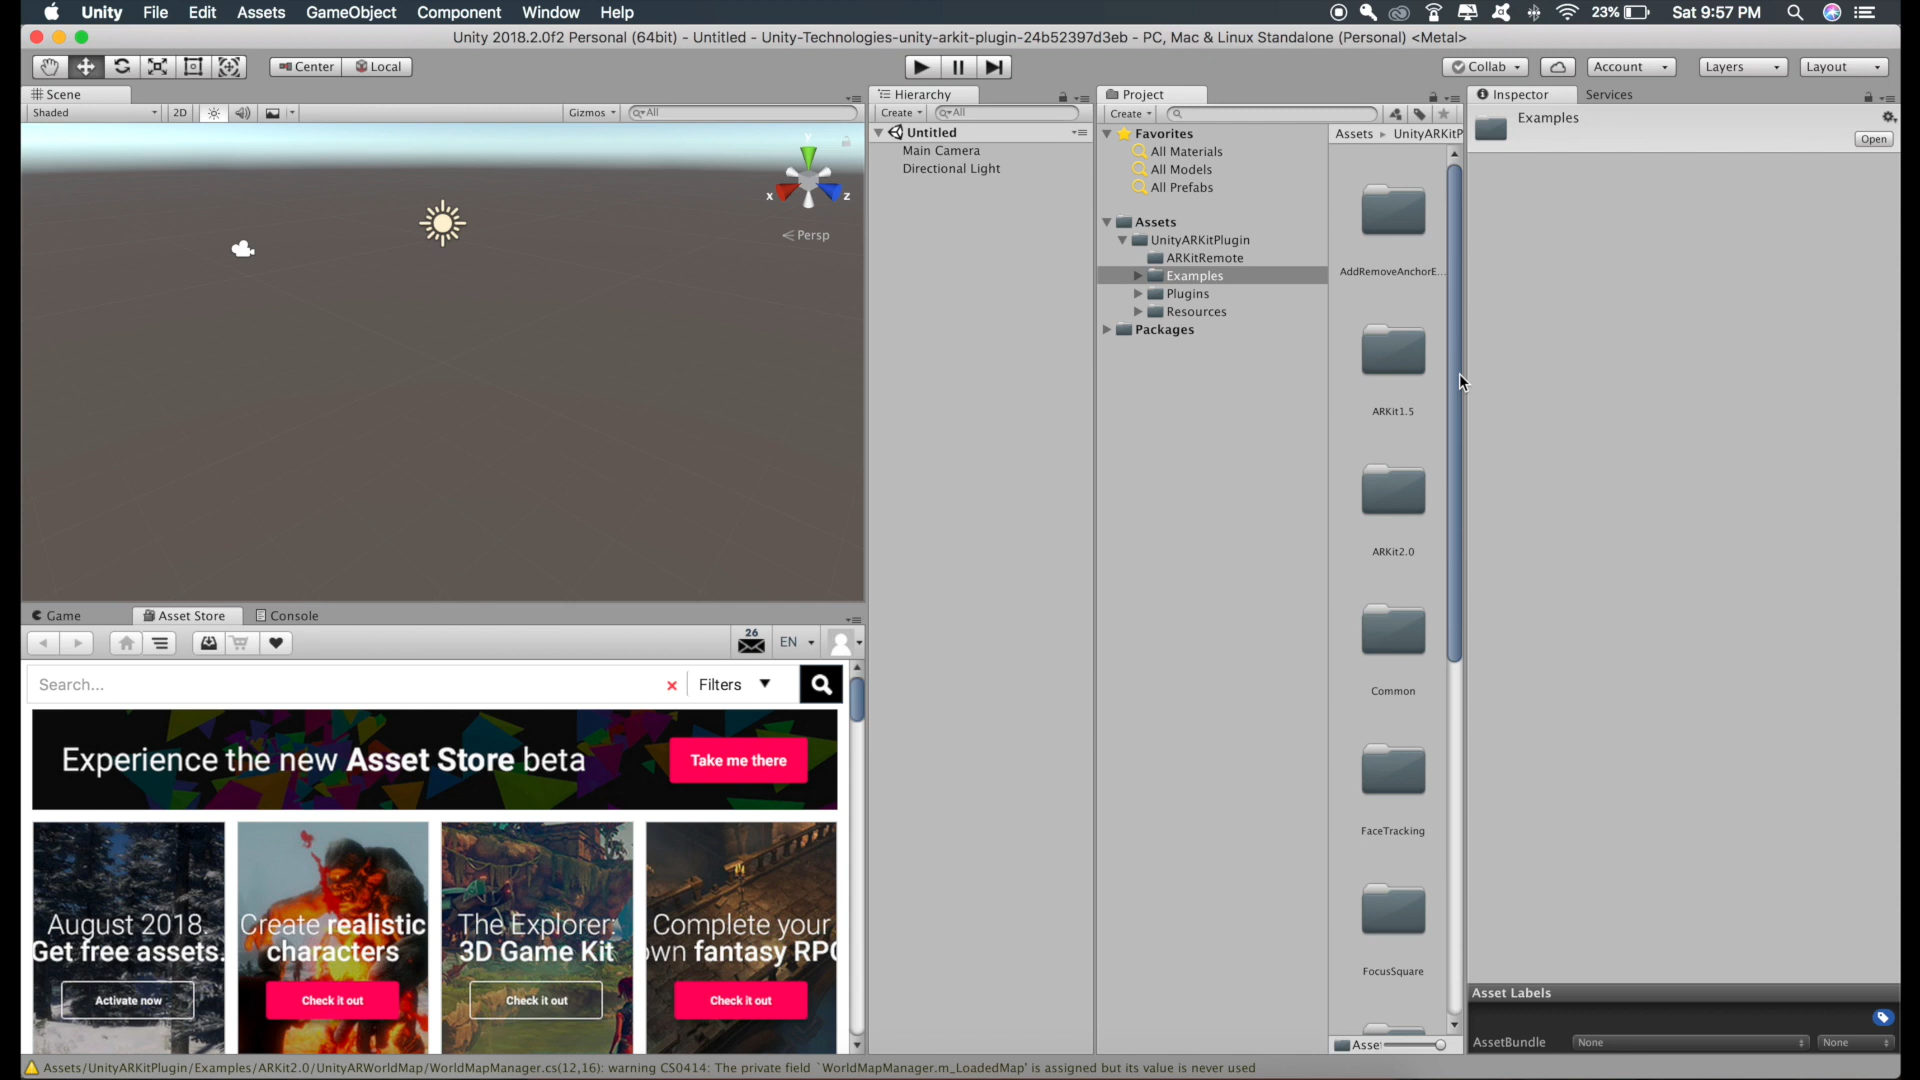 Unity File Edit Assets GameObject Component Window Help 23% Sat 9:57 PM
Unity 2018.2.0f2 Personal (64bit) - Untitled - Unity-Technologies-unity-arkit-plugin-24b52397d3eb - PC, Mac & Linux Standalone (Personal) <Metal>
Center Local Collab Account Layers Layout
Scene
Shaded 2D Gizmos All
y
x z
Persp
Hierarchy
Create All
Untitled
Main Camera
Directional Light
Project
Create
Favorites
All Materials
All Models
All Prefabs
Assets
UnityARKitPlugin
ARKitRemote
Examples
Plugins
Resources
Packages
Assets UnityARKitP
AddRemoveAnchorE...
ARKit1.5
ARKit2.0
Common
FaceTracking
FocusSquare
Asse
Inspector Services
Examples
Open
Asset Labels
AssetBundle None None
Game Asset Store Console
26 EN
Search... Filters
Experience the new Asset Store beta Take me there
August 2018.
Get free assets.
Activate now
Create realistic
characters
Check it out
The Explorer:
3D Game Kit
Check it out
Complete your
own fantasy RPG
Check it out
Assets/UnityARKitPlugin/Examples/ARKit2.0/UnityARWorldMap/WorldMapManager.cs(12,16): warning CS0414: The private field `WorldMapManager.m_LoadedMap' is assigned but its value is never used